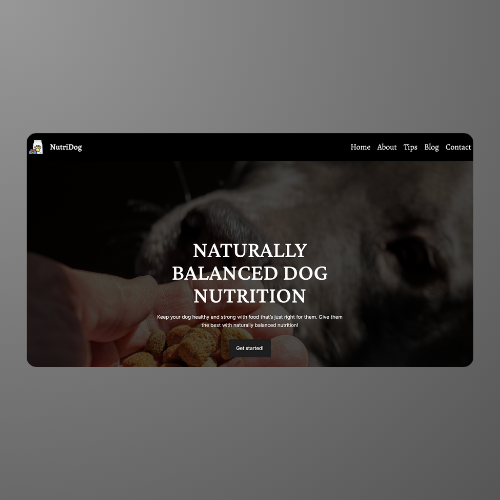 NutriDog
Home About Tips Blog Contact
NATURALLY
BALANCED DOG
NUTRITION
Keep your dog healthy and strong with food that's just right for them. Give them
the best with naturally balanced nutrition!
Get started!